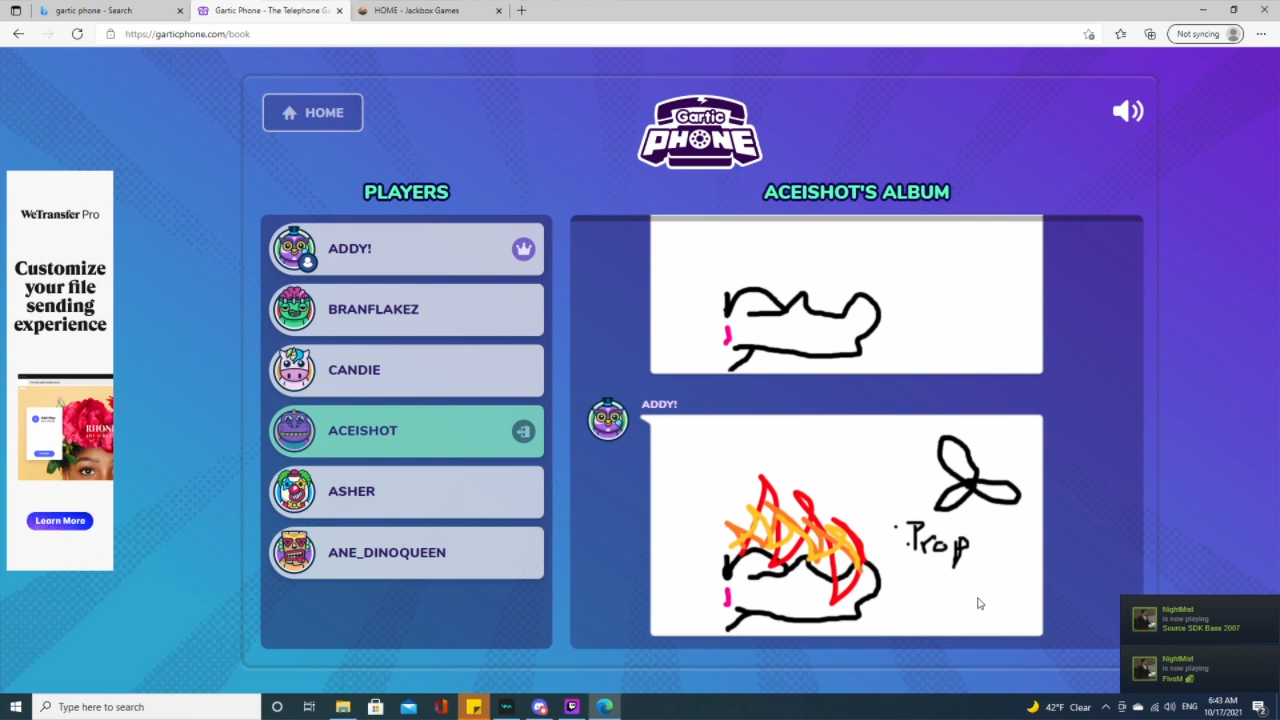 gartic phone - Search
Gartic Phone - The Telephone Ga
HOME - Jackbox Games
https://garticphone.com/book
Not syncing
HOME
Gartic
PHONE
PLAYERS
ACEISHOT'S ALBUM
WeTransfer Pro
Customize
your file
sending
experience
RHON
Learn More
ADDY!
BRANFLAKEZ
CANDIE
ACEISHOT
ASHER
ANE_DINOQUEEN
ADDY!
Prop
NightMist
is now playing
Source SDK Base 2007
NightMist
is now playing
FiveM
Type here to search
42°F Clear
ENG
6:43 AM
10/17/2021
2